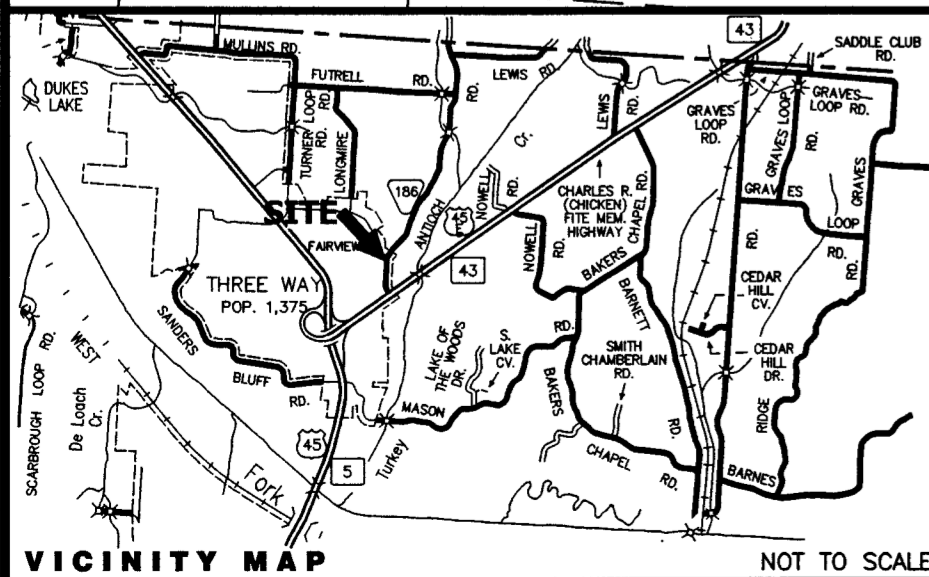 43
SADDLE CLUB
RD.
MULLINS RD.
DUKES
LAKE
FUTRELL
RD.
LEWIS RD.
RD.
TURNER LOOP
RD.
RD.
LONGMIRE
LEWIS
RD.
GRAVES
LOOP RD.
GRAVES
LOOP RD.
GRAVES LOOP
RD.
GRAVES
LOOP
RD.
GRAVES
RD.
186
SITE
FAIRVIEW
ANTIOCH
Cr.
45
43
NOWELL
RD.
NOWELL
RD.
CHARLES R.
(CHICKEN)
FITE MEM.
HIGHWAY
BAKERS
CHAPEL
RD.
BARNETT
RD.
THREE WAY
POP. 1,375
SANDERS
BLUFF
RD.
RD.
CEDAR
HILL
CV.
CEDAR
HILL
DR.
RIDGE
LAKE OF
THE WOODS
DR.
S.
LAKE
CV.
MASON
RD.
SMITH
CHAMBERLAIN
RD.
BAKERS
CHAPEL
RD.
BARNES
SCARBROUGH LOOP RD.
De Loach
Cr.
WEST
Fork
45
5
Turkey
VICINITY MAP
NOT TO SCALE